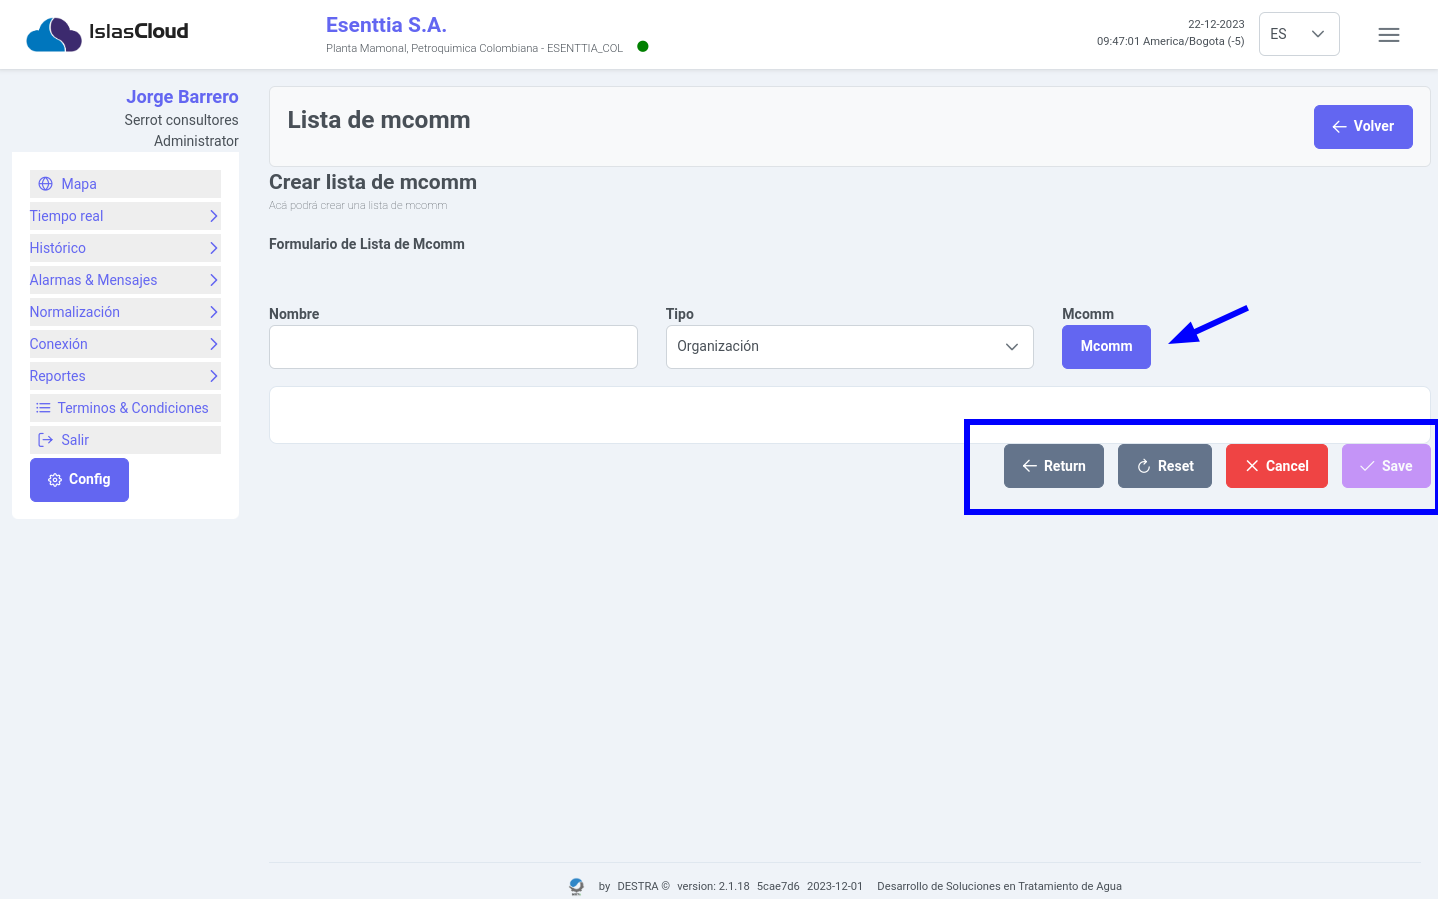 IslasCloud
Esenttia S.A.
Planta Mamonal, Petroquimica Colombiana - ESENTTIA_COL
22-12-2023
09:47:01 America/Bogota (-5)
ES
Jorge Barrero
Serrot consultores
Administrator
Mapa
Tiempo real
Histórico
Alarmas & Mensajes
Normalización
Conexión
Reportes
Terminos & Condiciones
Salir
Config
Lista de mcomm
Volver
Crear lista de mcomm
Acá podrá crear una lista de mcomm
Formulario de Lista de Mcomm
Nombre
Tipo
Mcomm
Organización
Mcomm
Return
Reset
Cancel
Save
by DESTRA © version: 2.1.18 5cae7d6 2023-12-01 Desarrollo de Soluciones en Tratamiento de Agua